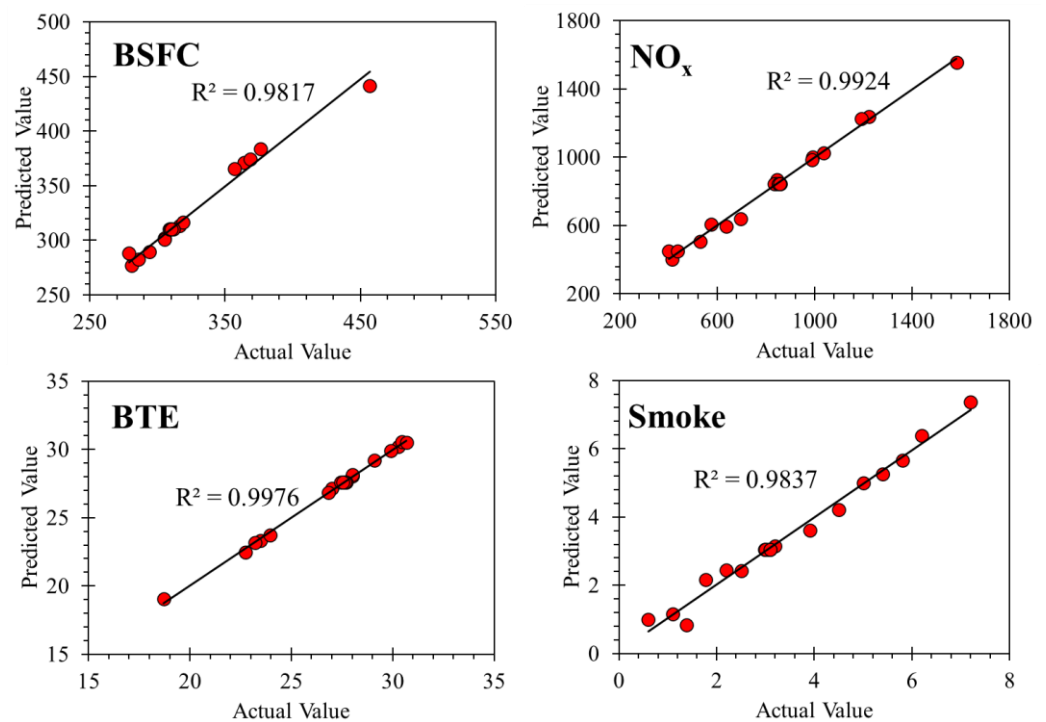 BSFC
R² = 0.9817
Predicted Value
450
400
350
300
250
250
350
450
550
Actual Value
NOₓ
R² = 0.9924
Predicted Value
1800
1400
1000
600
200
200
600
1000
1400
1800
Actual Value
BTE
R² = 0.9976
Predicted Value
35
30
25
20
15
15
20
25
30
35
Actual Value
Smoke
R² = 0.9837
Predicted Value
8
6
4
2
0
0
2
4
6
8
Actual Value